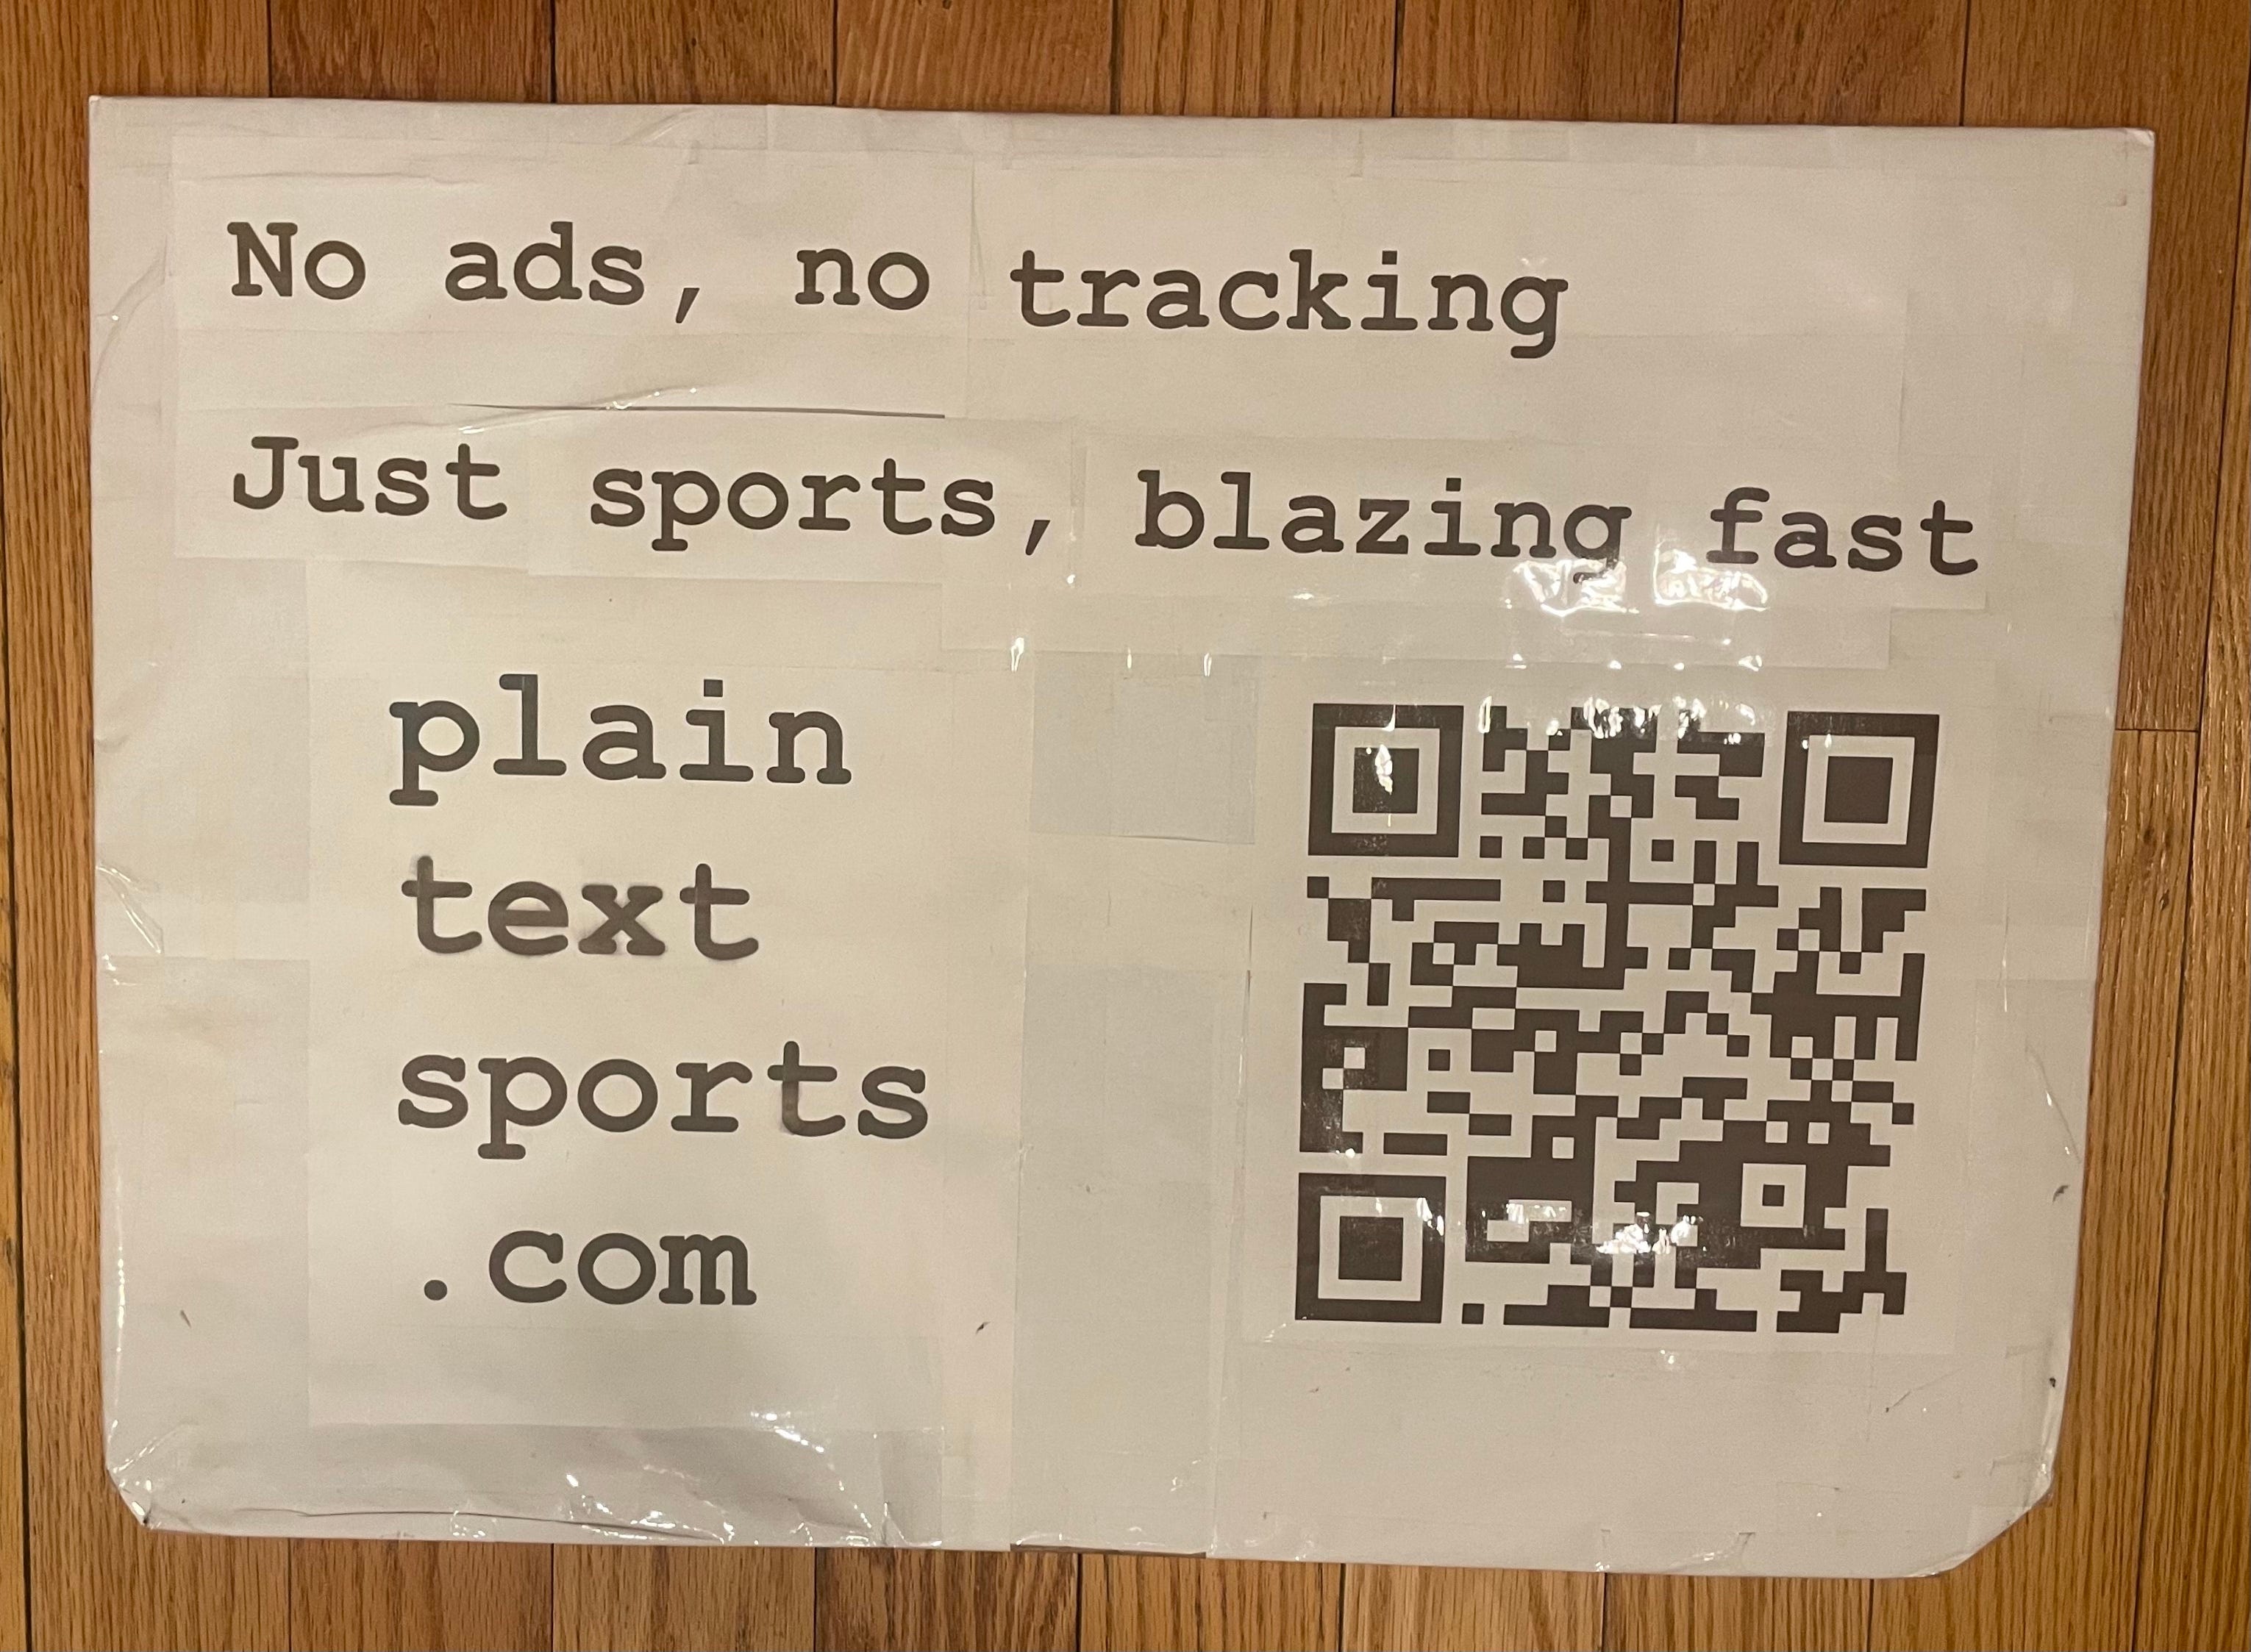 No ads, no tracking
Just sports, blazing fast
plain
text
sports
.com